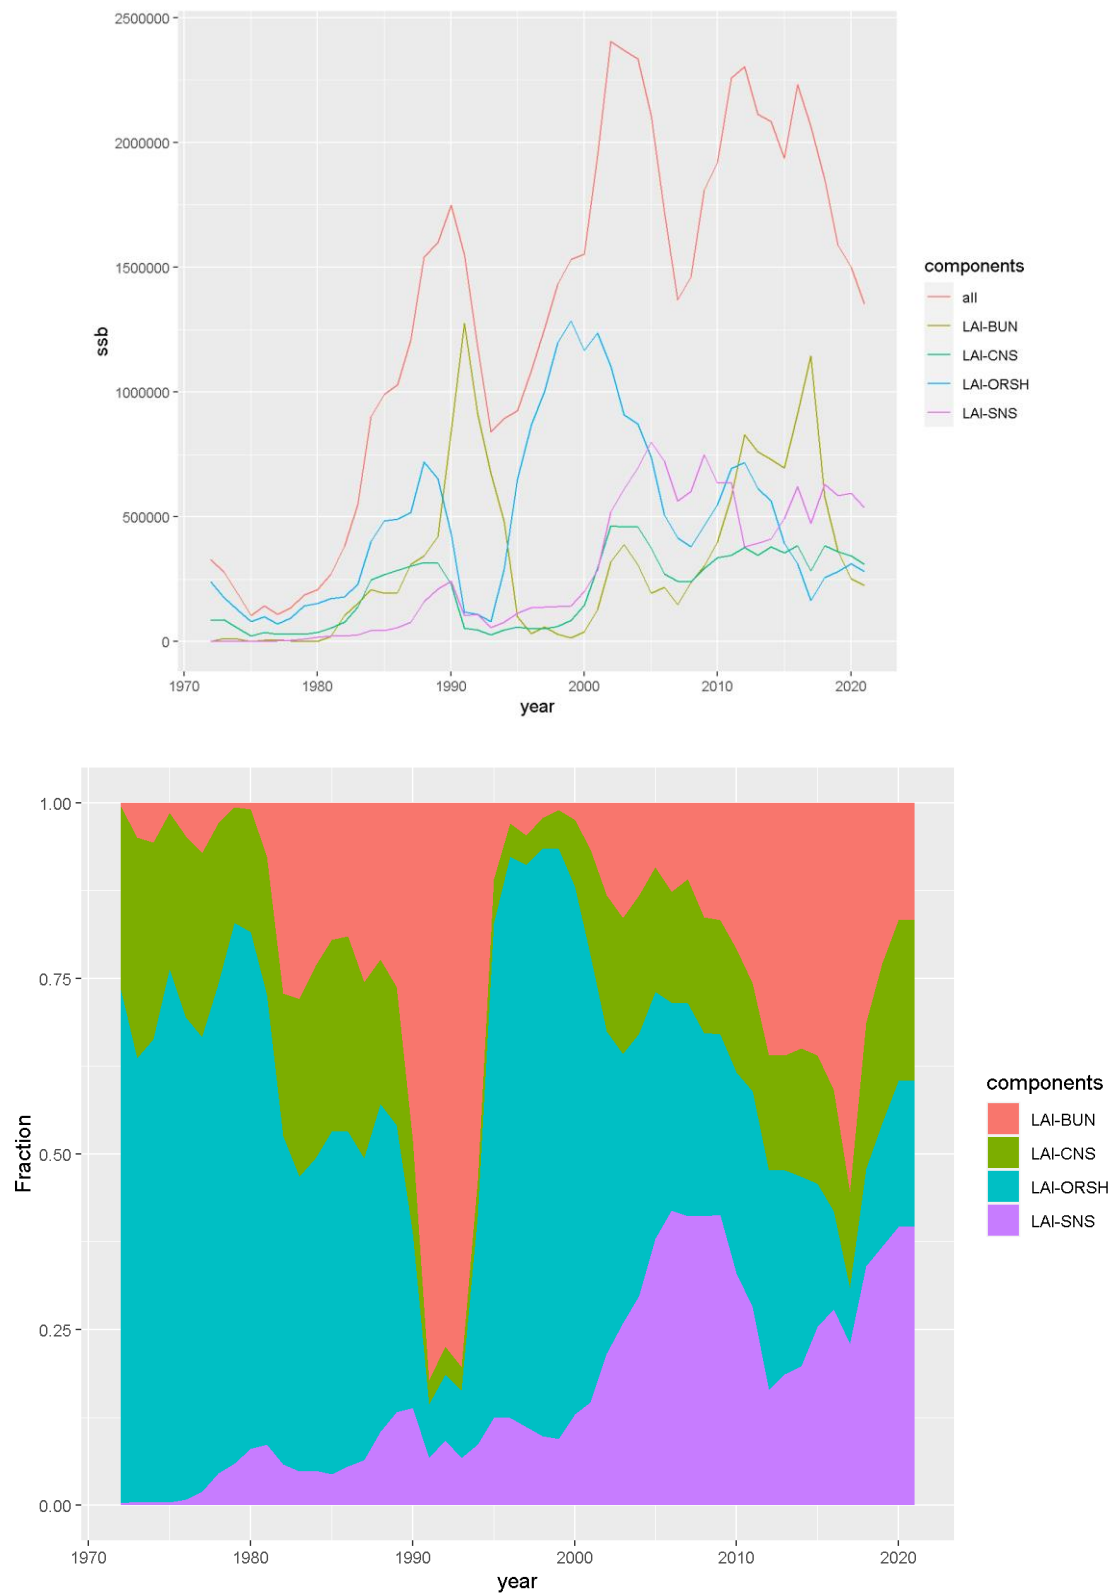 2500000
2000000
1500000
1000000
500000
0
ssb
1970
1980
1990
2000
2010
2020
year
components
all
LAI-BUN
LAI-CNS
LAI-ORSH
LAI-SNS
1.00
0.75
0.50
0.25
0.00
Fraction
1970
1980
1990
2000
2010
2020
year
components
LAI-BUN
LAI-CNS
LAI-ORSH
LAI-SNS